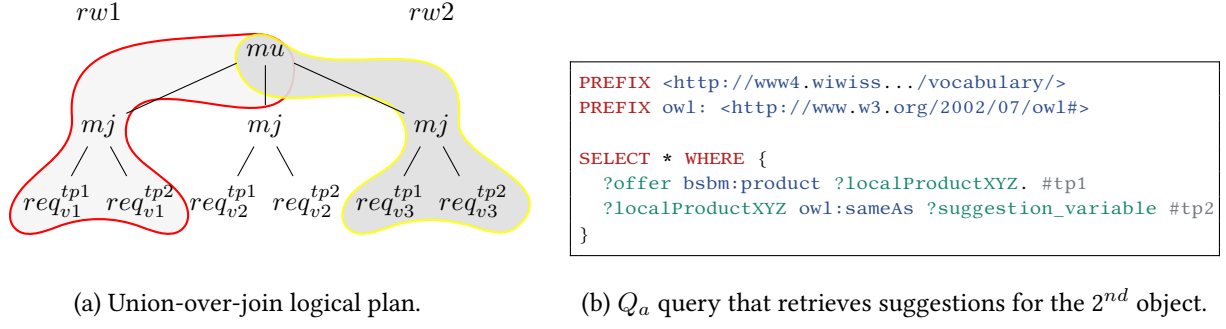 rw1 rw2
mu
mj mj mj
req_{v1}^{tp1} req_{v1}^{tp2} req_{v2}^{tp1} req_{v2}^{tp2} req_{v3}^{tp1} req_{v3}^{tp2}
(a) Union-over-join logical plan.
PREFIX <http://www4.wiwiss.../vocabulary/>
PREFIX owl: <http://www.w3.org/2002/07/owl#>
SELECT * WHERE {
?offer bsbm:product ?localProductXYZ. #tp1
?localProductXYZ owl:sameAs ?suggestion_variable #tp2
}
(b) Q_a query that retrieves suggestions for the 2^{nd} object.